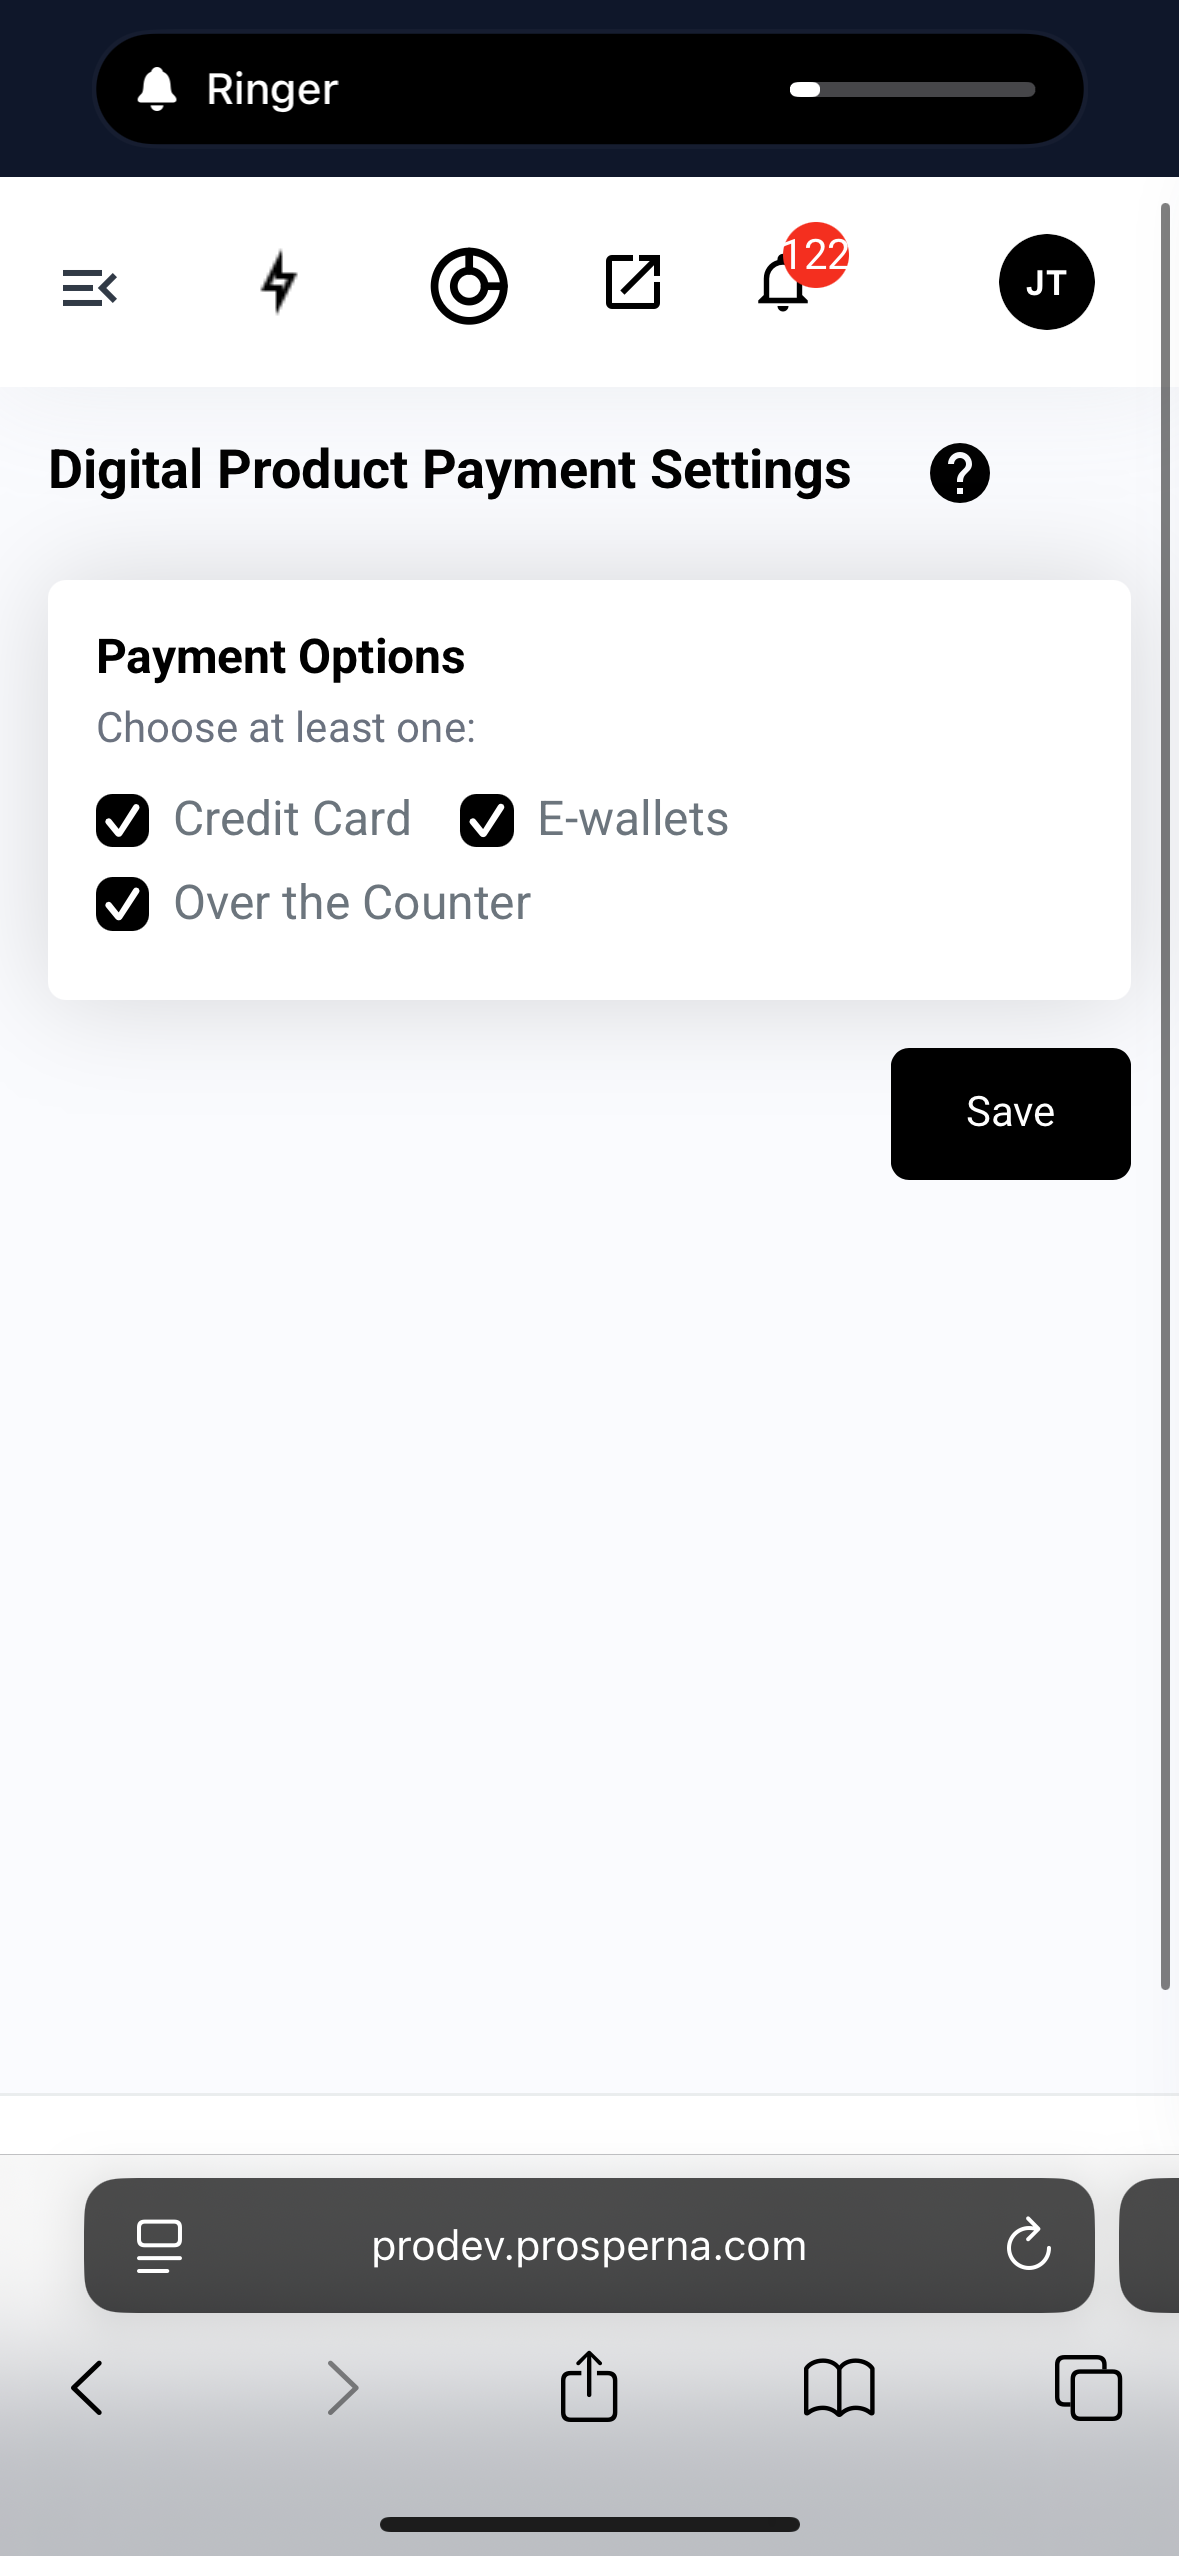 Ringer
122
JT
Digital Product Payment Settings
Payment Options
Choose at least one:
Credit Card
E-wallets
Over the Counter
Save
prodev.prosperna.com